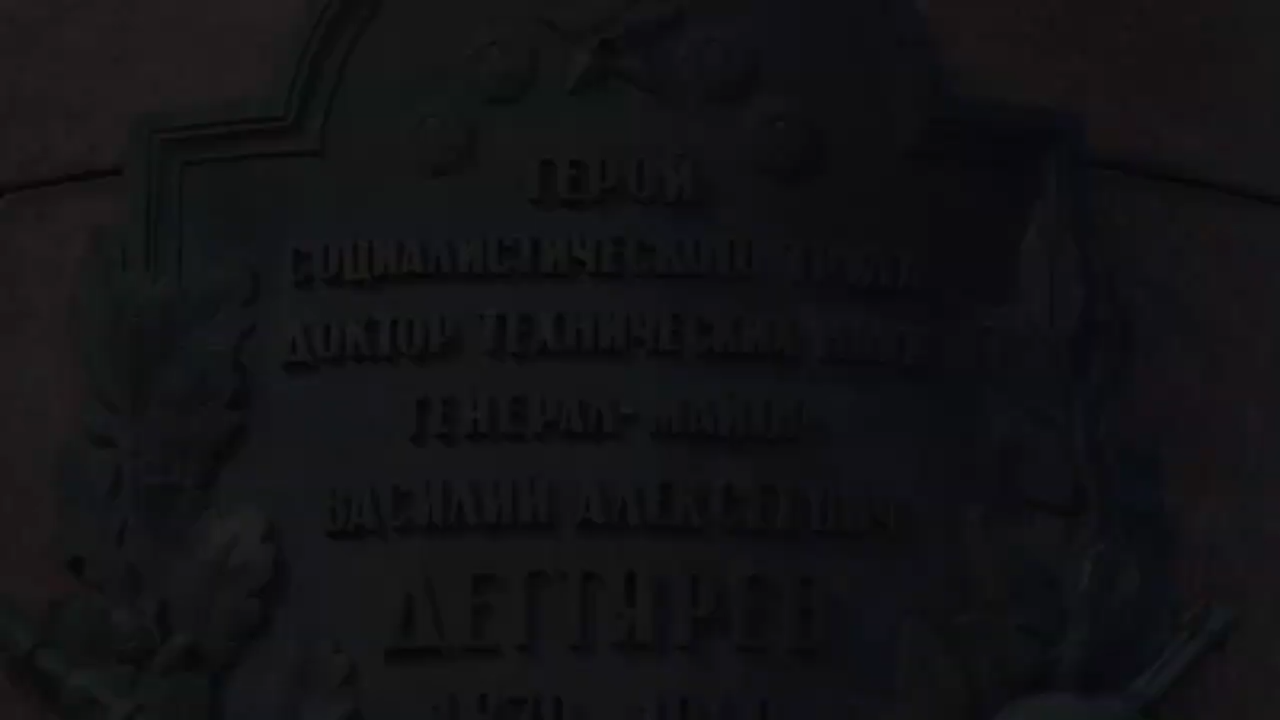 ГЕРОЙ
СОЦИАЛИСТИЧЕСКОГО ТРУДА
ДОКТОР ТЕХНИЧЕСКИХ НАУК
ГЕНЕРАЛ-МАЙОР
ВАСИЛИЙ АЛЕКСЕЕВИЧ
ДЕГТЯРЕВ